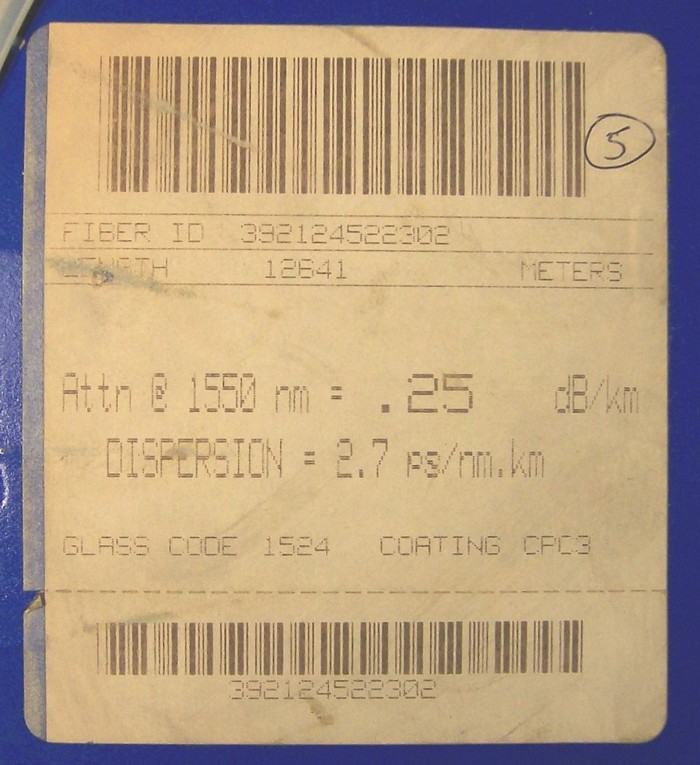 5
FIBER ID 392124522302
LENGTH 12641 METERS
Attn @ 1550 nm = .25 dB/km
DISPERSION = 2.7 ps/nm.km
GLASS CODE 1524 COATING CPC3
392124522302